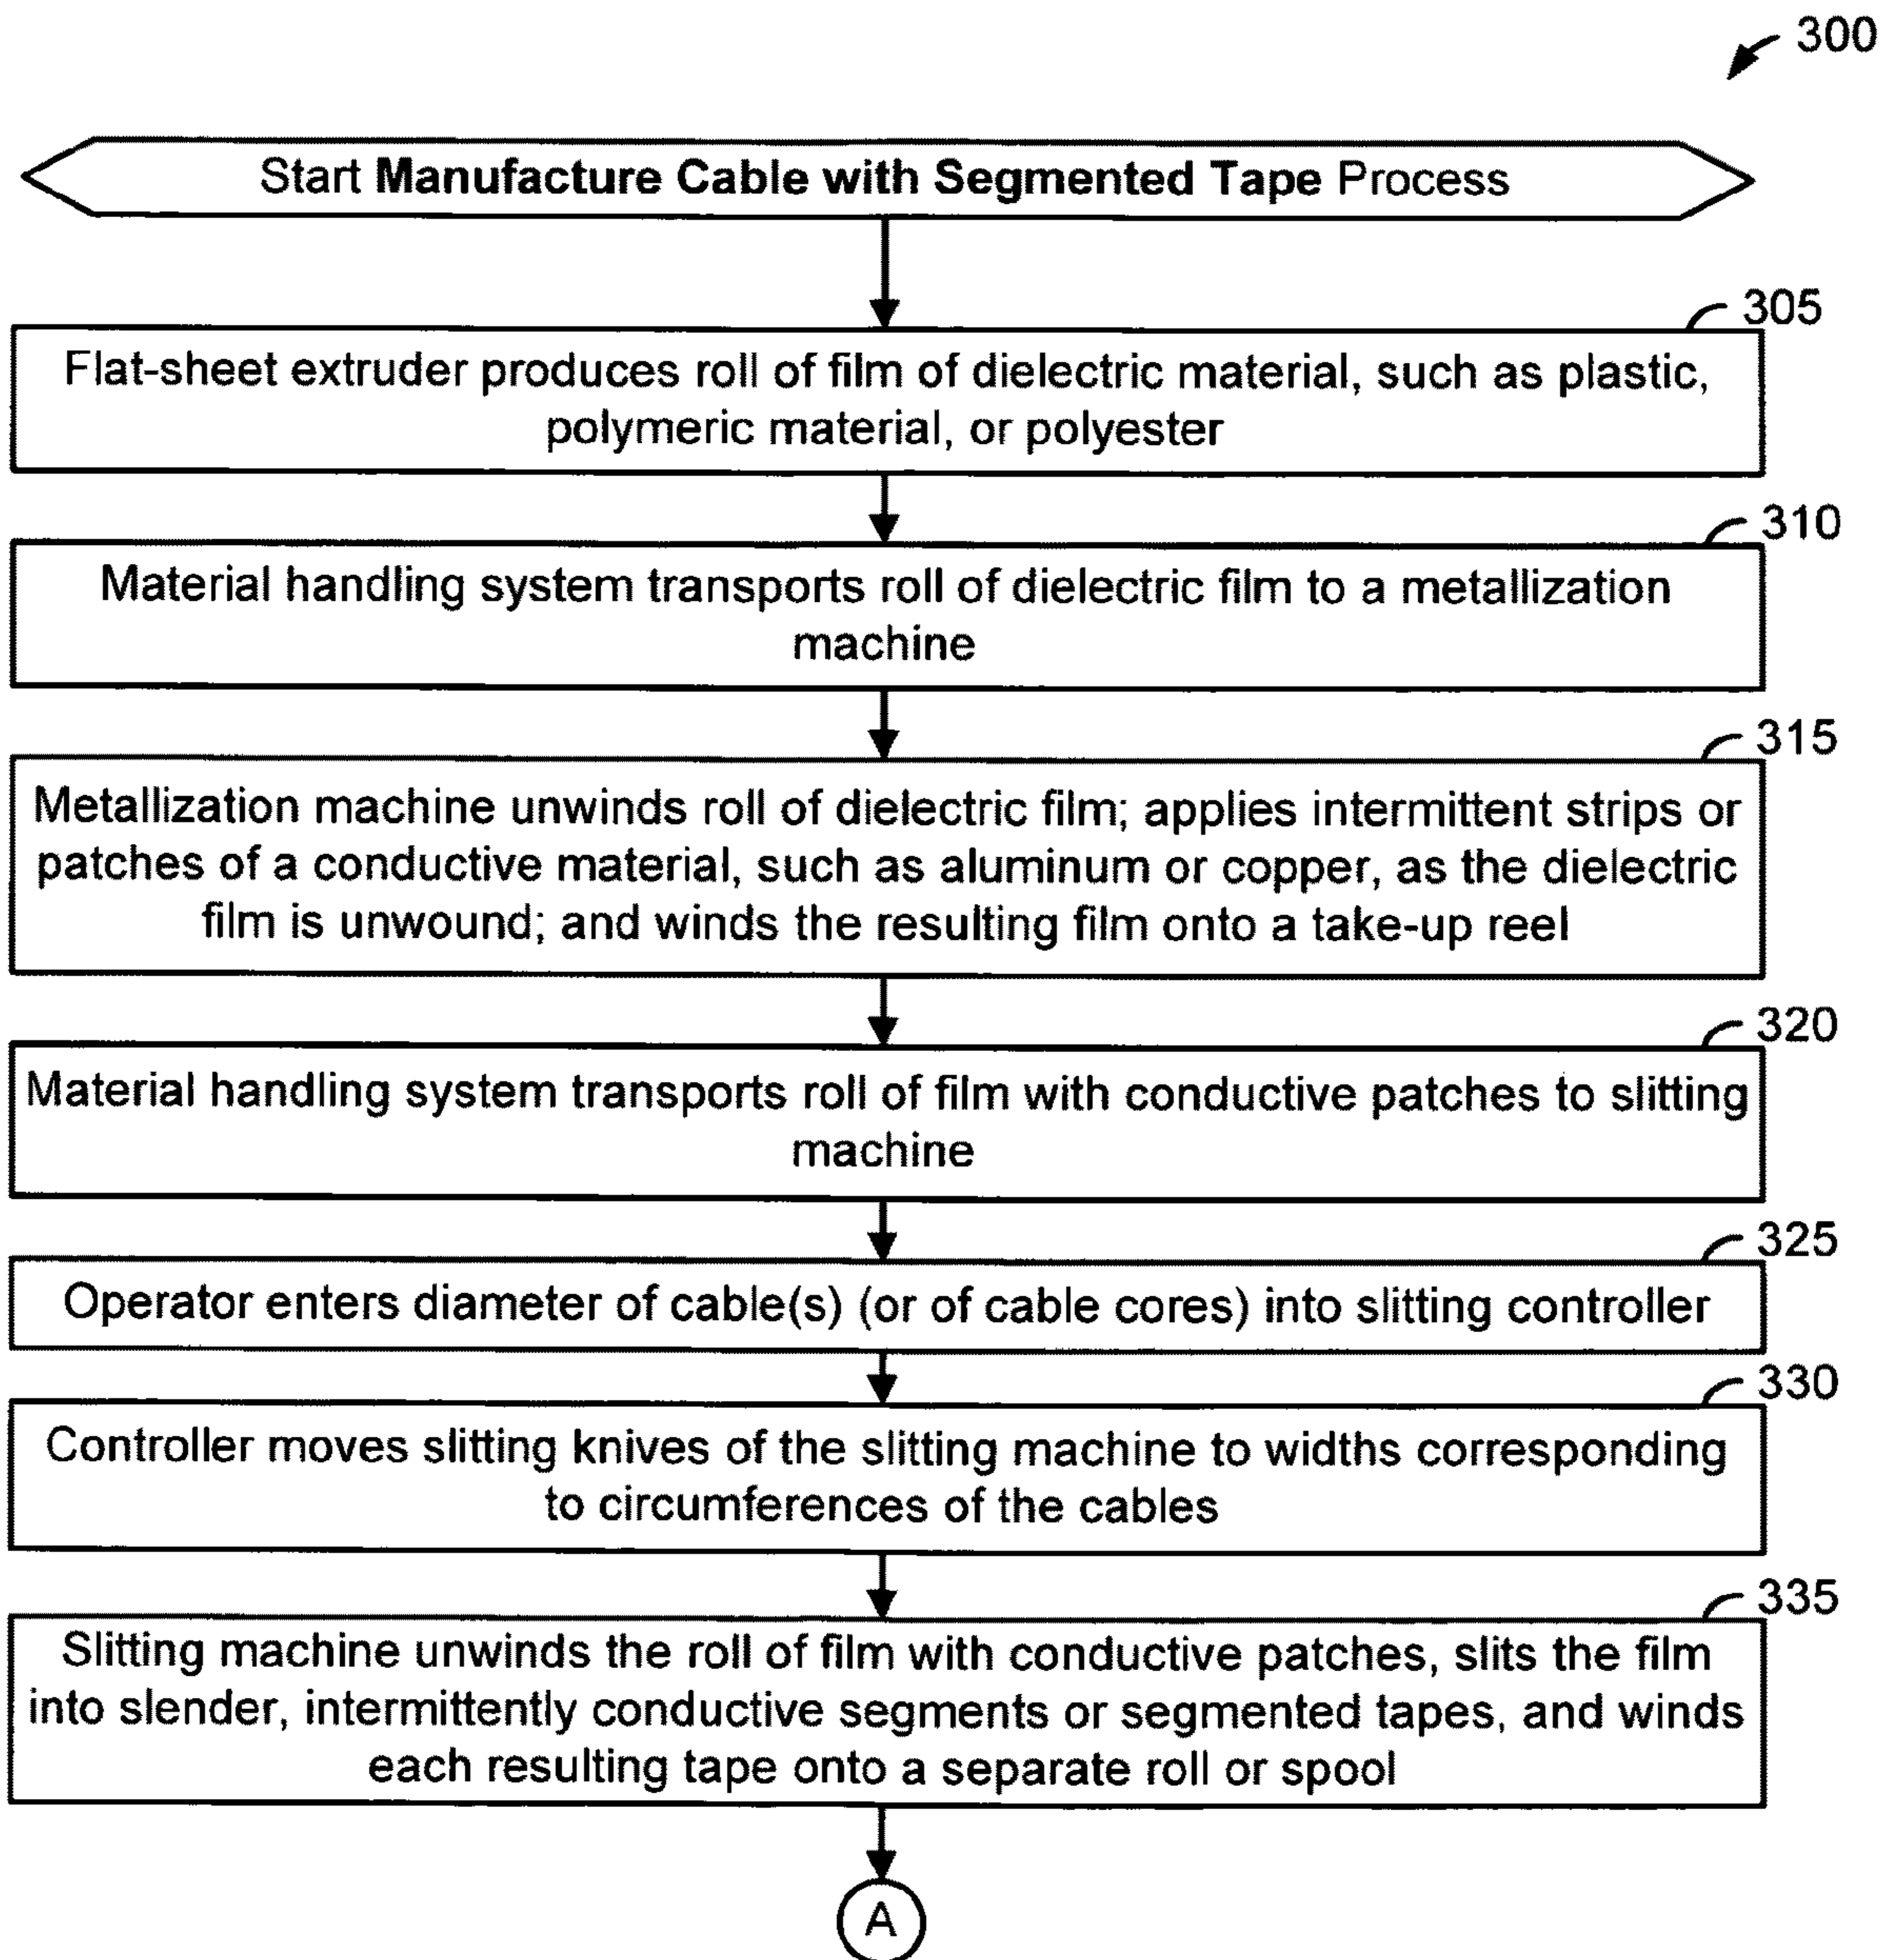 300
Start Manufacture Cable with Segmented Tape Process
305
Flat-sheet extruder produces roll of film of dielectric material, such as plastic,
polymeric material, or polyester
310
Material handling system transports roll of dielectric film to a metallization
machine
315
Metallization machine unwinds roll of dielectric film; applies intermittent strips or
patches of a conductive material, such as aluminum or copper, as the dielectric
film is unwound; and winds the resulting film onto a take-up reel
320
Material handling system transports roll of film with conductive patches to slitting
machine
325
Operator enters diameter of cable(s) (or of cable cores) into slitting controller
330
Controller moves slitting knives of the slitting machine to widths corresponding
to circumferences of the cables
335
Slitting machine unwinds the roll of film with conductive patches, slits the film
into slender, intermittently conductive segments or segmented tapes, and winds
each resulting tape onto a separate roll or spool
A